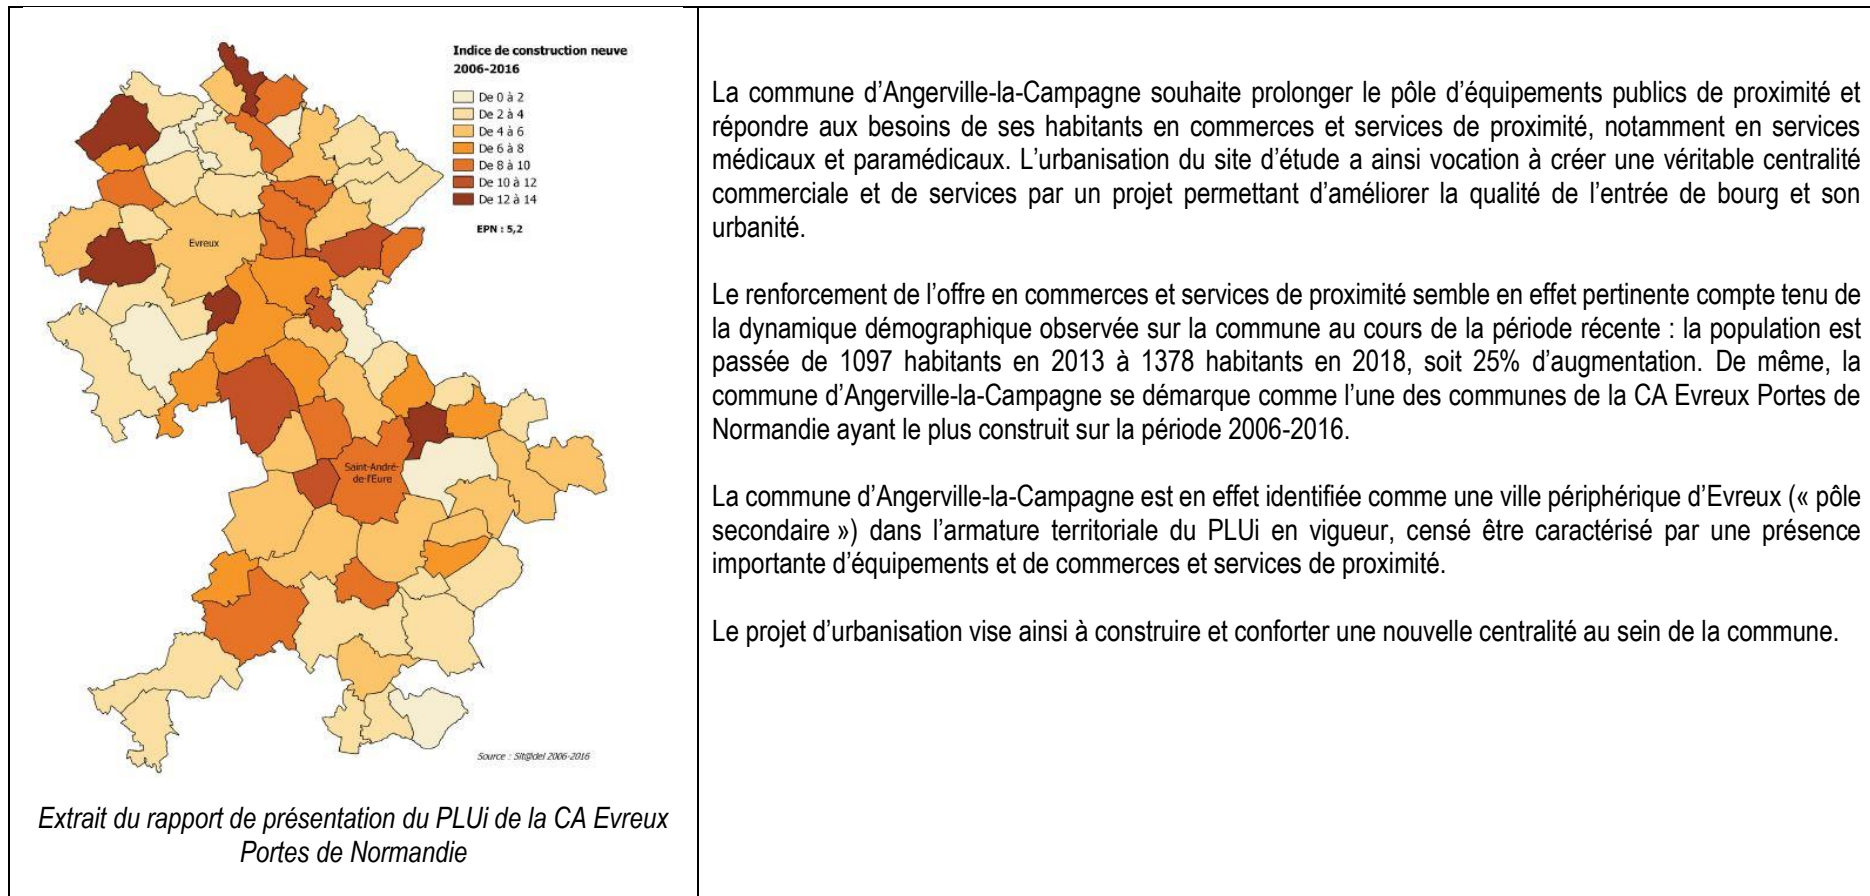 Indice de construction neuve
2006-2016
De 0 à 2
De 2 à 4
De 4 à 6
De 6 à 8
De 8 à 10
De 10 à 12
De 12 à 14
EPN : 5,2
Evreux
Saint-André-
de-l'Eure
Source : Sit@del 2006-2016
Extrait du rapport de présentation du PLUi de la CA Evreux
Portes de Normandie
La commune d’Angerville-la-Campagne souhaite prolonger le pôle d’équipements publics de proximité et
répondre aux besoins de ses habitants en commerces et services de proximité, notamment en services
médicaux et paramédicaux. L’urbanisation du site d’étude a ainsi vocation à créer une véritable centralité
commerciale et de services par un projet permettant d’améliorer la qualité de l’entrée de bourg et son
urbanité.
Le renforcement de l’offre en commerces et services de proximité semble en effet pertinente compte tenu de
la dynamique démographique observée sur la commune au cours de la période récente : la population est
passée de 1097 habitants en 2013 à 1378 habitants en 2018, soit 25% d’augmentation. De même, la
commune d’Angerville-la-Campagne se démarque comme l’une des communes de la CA Evreux Portes de
Normandie ayant le plus construit sur la période 2006-2016.
La commune d’Angerville-la-Campagne est en effet identifiée comme une ville périphérique d’Evreux (« pôle
secondaire ») dans l’armature territoriale du PLUi en vigueur, censé être caractérisé par une présence
importante d’équipements et de commerces et services de proximité.
Le projet d’urbanisation vise ainsi à construire et conforter une nouvelle centralité au sein de la commune.